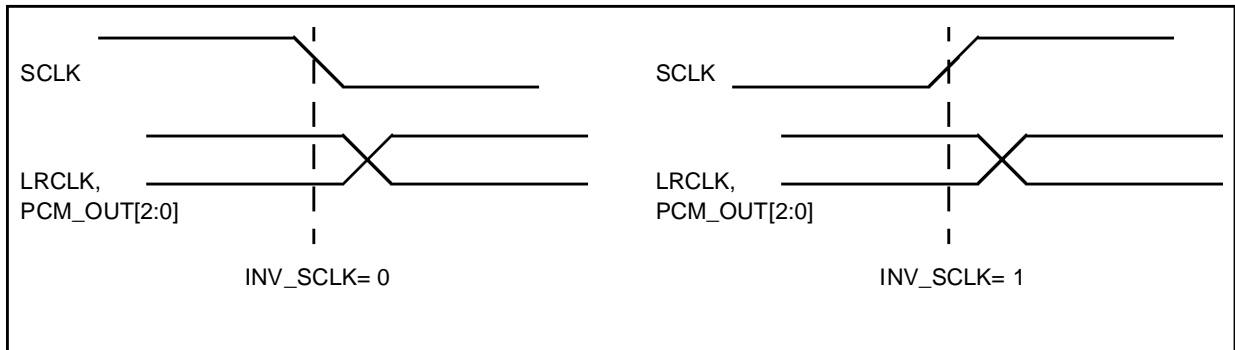 SCLK
LRCLK,
PCM_OUT[2:0]
INV_SCLK= 0
SCLK
LRCLK,
PCM_OUT[2:0]
INV_SCLK= 1